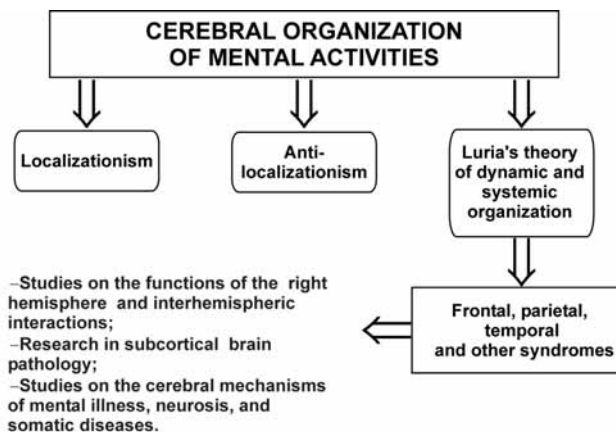 CEREBRAL ORGANIZATION
OF MENTAL ACTIVITIES
Localizationism
Anti-
localizationism
Luria's theory
of dynamic and
systemic
organization
Frontal, parietal,
temporal
and other syndromes
–Studies on the functions of the right
hemisphere and interhemispheric
interactions;
–Research in subcortical brain
pathology;
–Studies on the cerebral mechanisms
of mental illness, neurosis, and
somatic diseases.